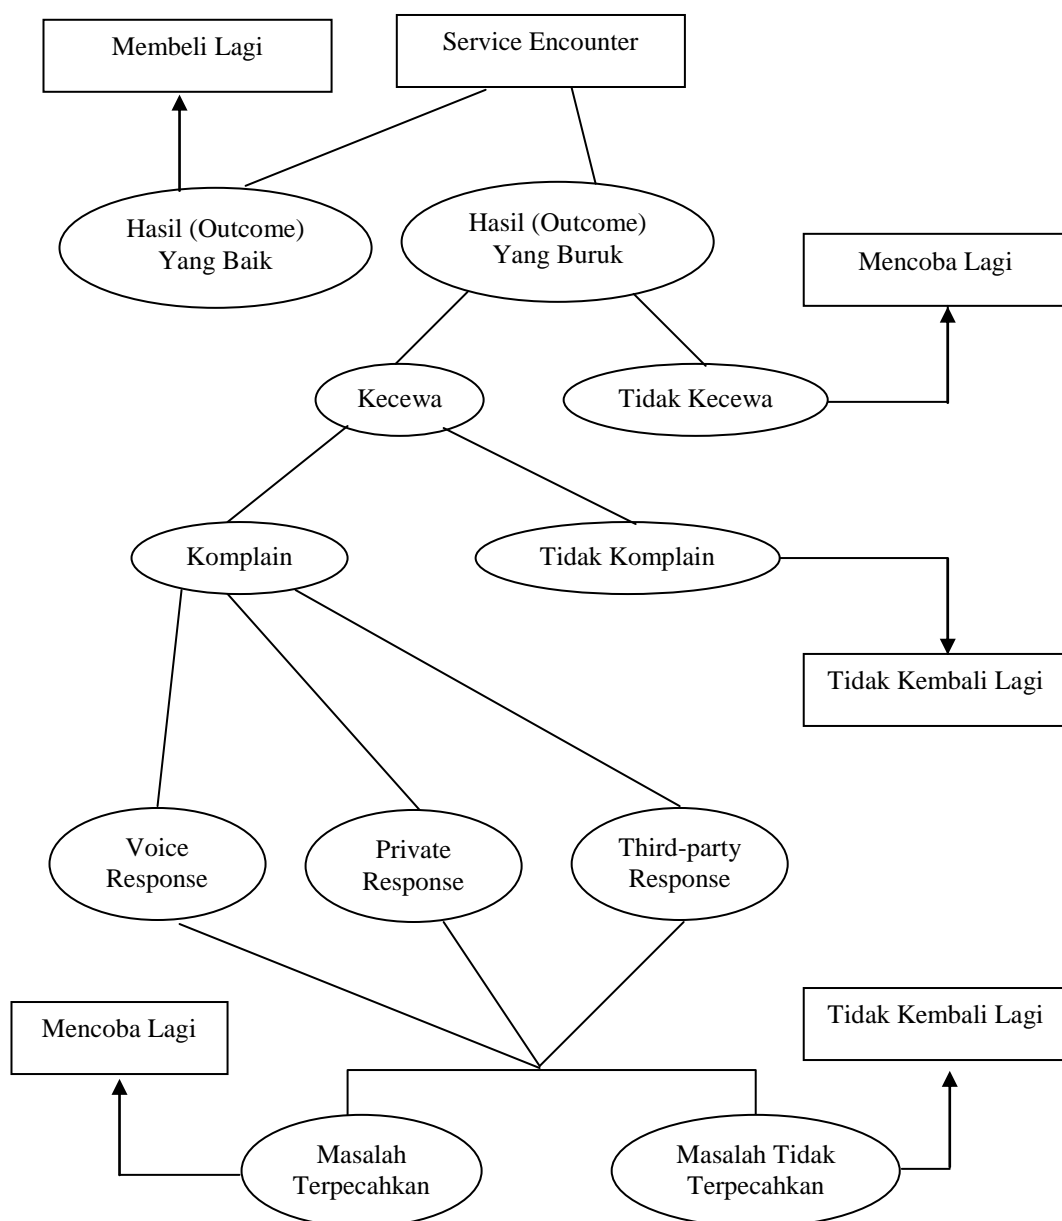 Membeli Lagi
Service Encounter
Hasil (Outcome)
Yang Baik
Hasil (Outcome)
Yang Buruk
Mencoba Lagi
Kecewa
Tidak Kecewa
Komplain
Tidak Komplain
Tidak Kembali Lagi
Voice
Response
Private
Response
Third-party
Response
Mencoba Lagi
Tidak Kembali Lagi
Masalah
Terpecahkan
Masalah Tidak
Terpecahkan